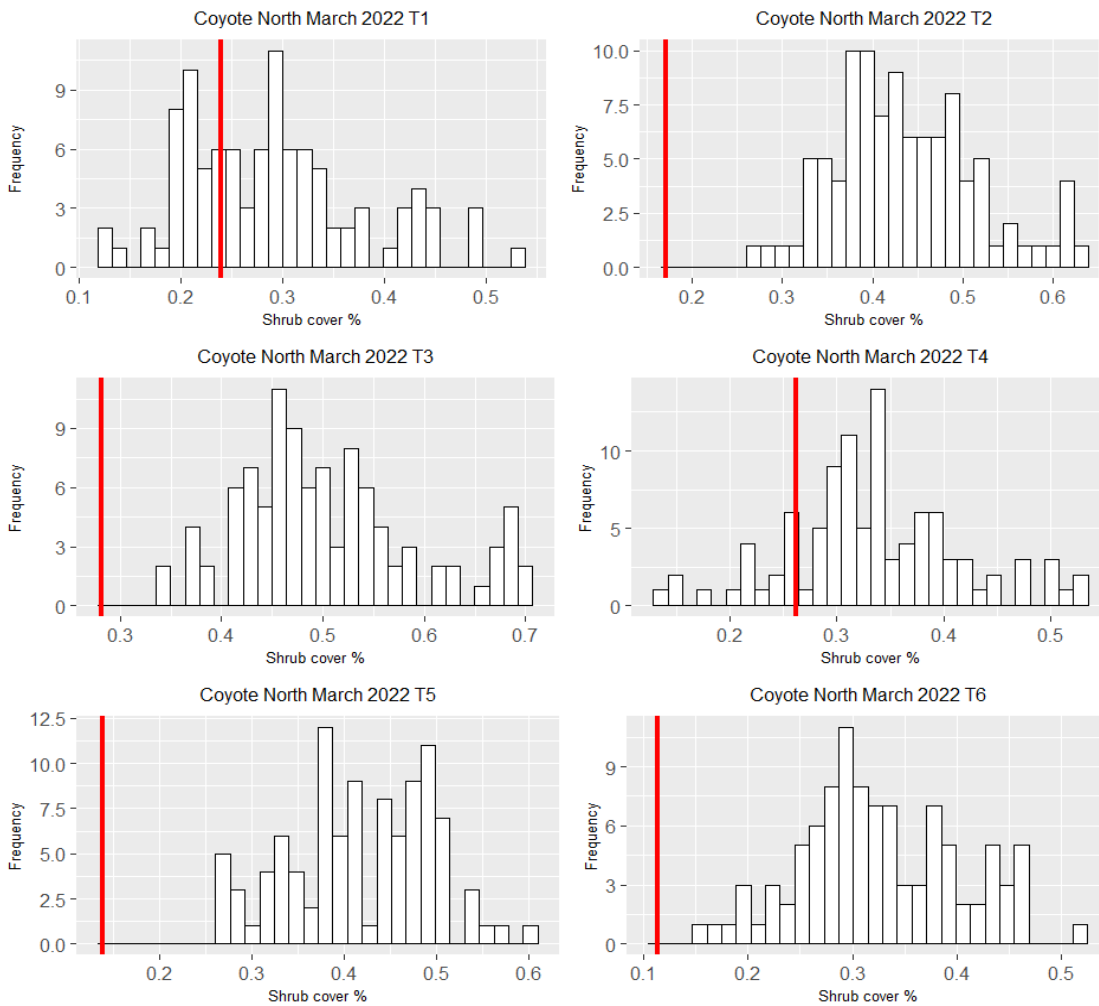 Coyote North March 2022 T1
Frequency
9
6
3
0
0.1 0.2 0.3 0.4 0.5
Shrub cover %
Coyote North March 2022 T2
Frequency
10.0
7.5
5.0
2.5
0.0
0.2 0.3 0.4 0.5 0.6
Shrub cover %
Coyote North March 2022 T3
Frequency
9
6
3
0
0.3 0.4 0.5 0.6 0.7
Shrub cover %
Coyote North March 2022 T4
Frequency
10
5
0
0.2 0.3 0.4 0.5
Shrub cover %
Coyote North March 2022 T5
Frequency
12.5
10.0
7.5
5.0
2.5
0.0
0.2 0.3 0.4 0.5 0.6
Shrub cover %
Coyote North March 2022 T6
Frequency
9
6
3
0
0.1 0.2 0.3 0.4 0.5
Shrub cover %